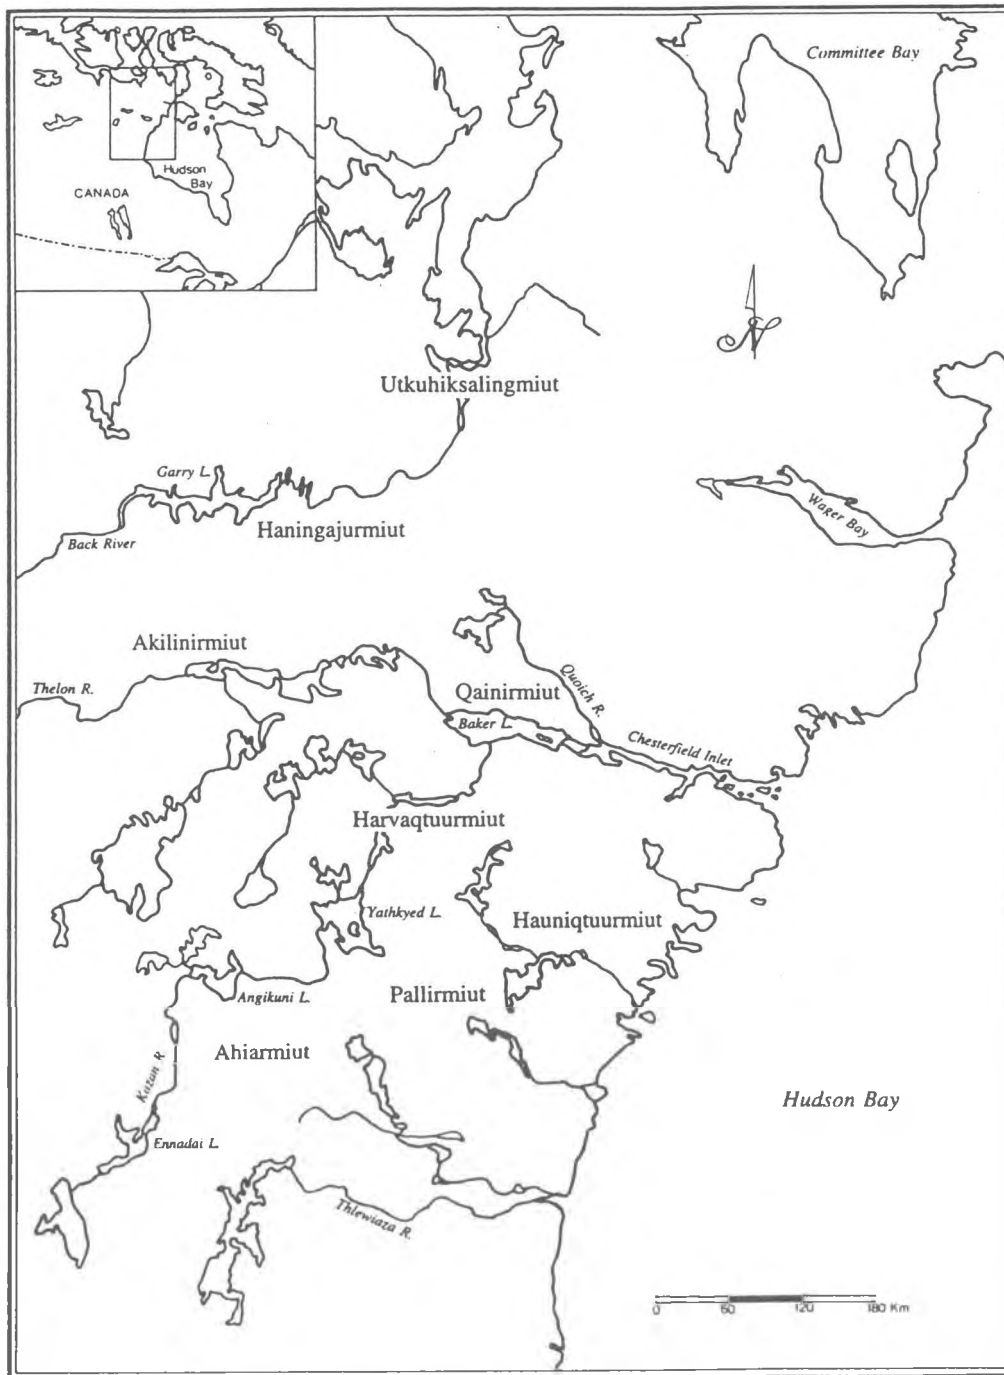 Committee Bay
Hudson
Bay
CANADA
N
Utkuhiksalingmiut
Garry L.
Wager Bay
Haningajurmiut
Back River
Akilinirmiut
Thelon R.
Quoich R.
Qainirmiut
Baker L.
Chesterfield Inlet
Harvaqtuurmiut
Yathkyed L.
Hauniqtuurmiut
Angikuni L.
Pallirmiut
Ahiarmiut
Kazan R.
Hudson Bay
Ennadai L.
Thlewiaza R.
0 60 120 180 Km